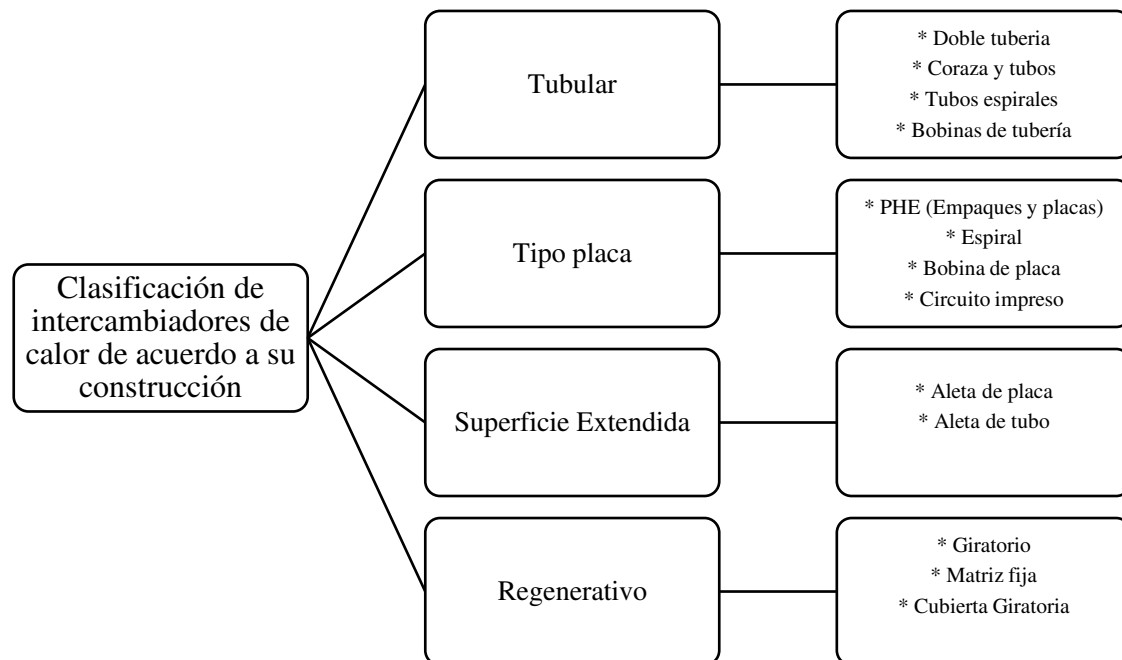 Clasificación de
intercambiadores de
calor de acuerdo a su
construcción
Tubular
* Doble tuberia
* Coraza y tubos
* Tubos espirales
* Bobinas de tubería
Tipo placa
* PHE (Empaques y placas)
* Espiral
* Bobina de placa
* Circuito impreso
Superficie Extendida
* Aleta de placa
* Aleta de tubo
Regenerativo
* Giratorio
* Matriz fija
* Cubierta Giratoria